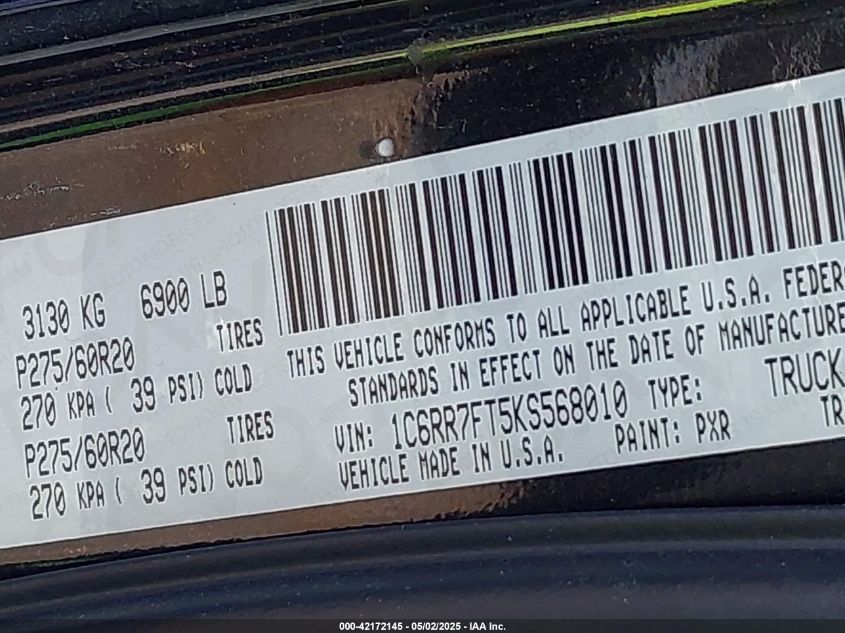 3130 KG 6900 LB
P275/60R20 TIRES
270 KPA ( 39 PSI) COLD
P275/60R20 TIRES
270 KPA ( 39 PSI) COLD
THIS VEHICLE CONFORMS TO ALL APPLICABLE U.S.A. FEDER
STANDARDS IN EFFECT ON THE DATE OF MANUFACTURE
VIN: 1C6RR7FT5KS568010 TYPE: TRUCK
VEHICLE MADE IN U.S.A. PAINT: PXR TR
000-42172145 - 05/02/2025 - IAA Inc.